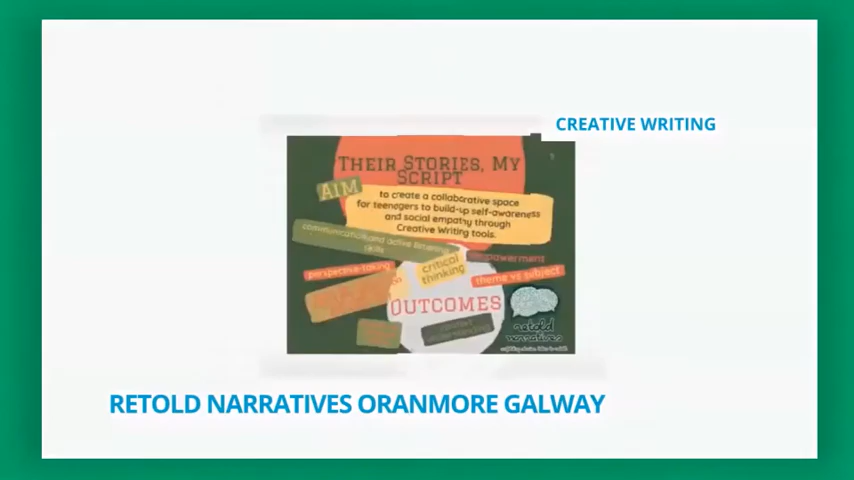 CREATIVE WRITING
THEIR STORIES, MY
SCRIPT
AIM
to create a collaborative space
for teenagers to build-up self-awareness
and social empathy through
Creative Writing tools.
communication and active listening
skills
empowerment
critical
thinking
perspective-taking
theme vs subject
OUTCOMES
retold
narratives
RETOLD NARRATIVES ORANMORE GALWAY